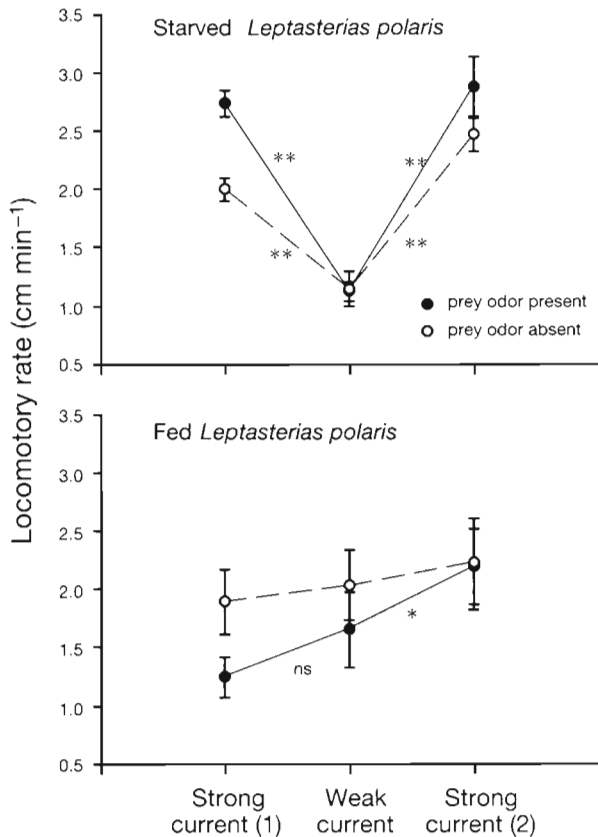 Starved Leptasterias polaris
3.5
3.0
2.5
2.0
1.5
1.0
0.5
**
**
**
**
prey odor present
prey odor absent
Locomotory rate (cm min⁻¹)
Fed Leptasterias polaris
3.5
3.0
2.5
2.0
1.5
1.0
0.5
ns
*
Strong current (1)
Weak current
Strong current (2)